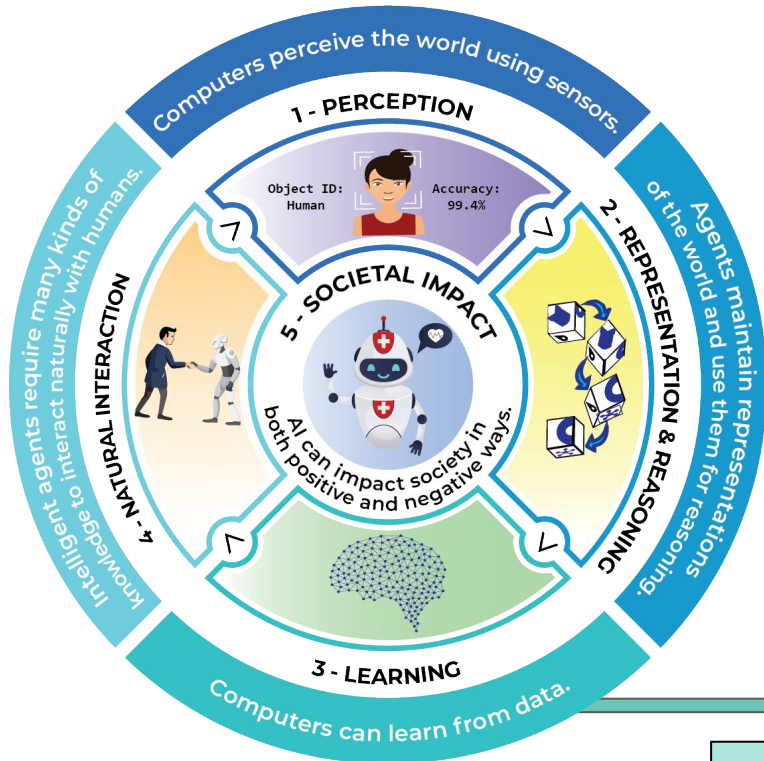 Computers perceive the world using sensors.
1 - PERCEPTION
Object ID:
Human
Accuracy:
99.4%
Agents maintain representations
of the world and use them for reasoning.
2 - REPRESENTATION & REASONING
Computers can learn from data.
3 - LEARNING
Intelligent agents require many kinds of
knowledge to interact naturally with humans.
4 - NATURAL INTERACTION
5 - SOCIETAL IMPACT
AI can impact society in
both positive and negative ways.